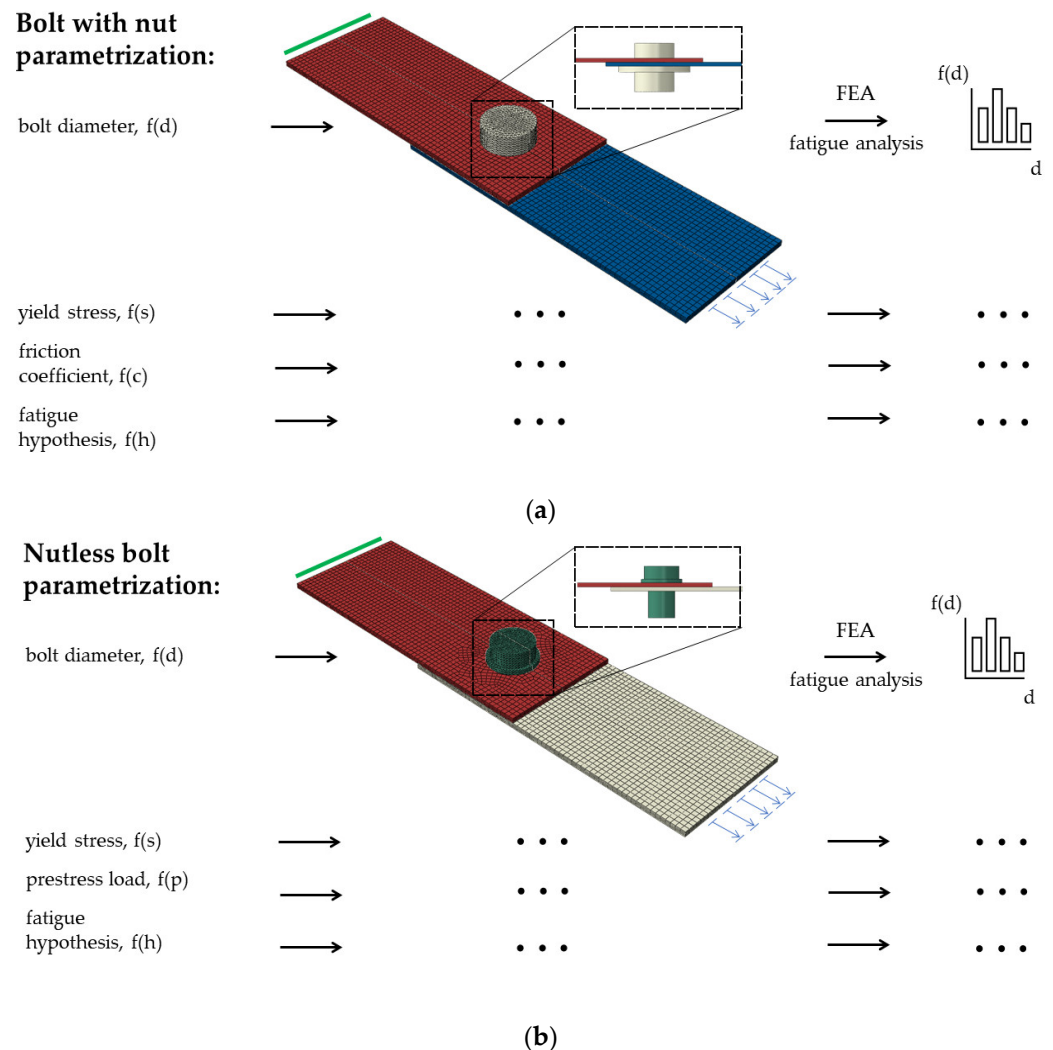 Bolt with nut
parametrization:
bolt diameter, f(d)
FEA
fatigue analysis
f(d)
d
yield stress, f(s)
friction
coefficient, f(c)
fatigue
hypothesis, f(h)
(a)
Nutless bolt
parametrization:
bolt diameter, f(d)
FEA
fatigue analysis
f(d)
d
yield stress, f(s)
prestress load, f(p)
fatigue
hypothesis, f(h)
(b)